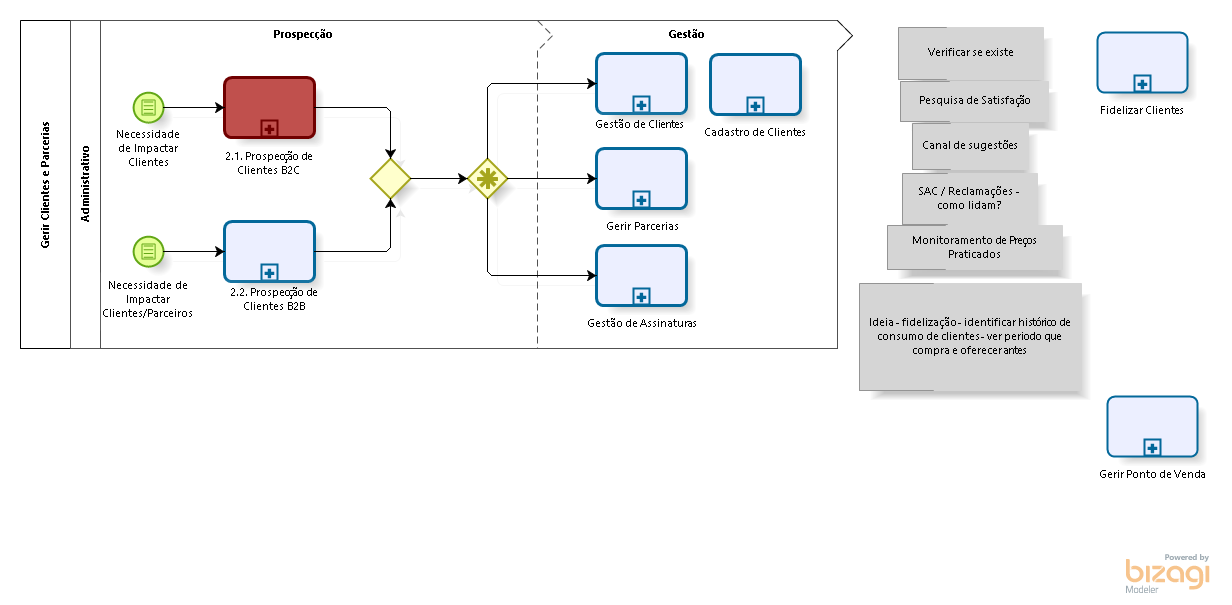 Gerir Clientes e Parcerias
Administrativo
Prospecção
Gestão
Necessidade
de Impactar
Clientes
2.1. Prospecção de
Clientes B2C
Necessidade de
Impactar
Clientes/Parceiros
2.2. Prospecção de
Clientes B2B
Gestão de Clientes
Cadastro de Clientes
Gerir Parcerias
Gestão de Assinaturas
Verificar se existe
Pesquisa de Satisfação
Canal de sugestões
SAC / Reclamações -
como lidam?
Monitoramento de Preços
Praticados
Ideia - fidelização - identificar histórico de
consumo de clientes - ver periodo que
compra e oferecerantes
Fidelizar Clientes
Gerir Ponto de Venda
Powered by
bizagi
Modeler